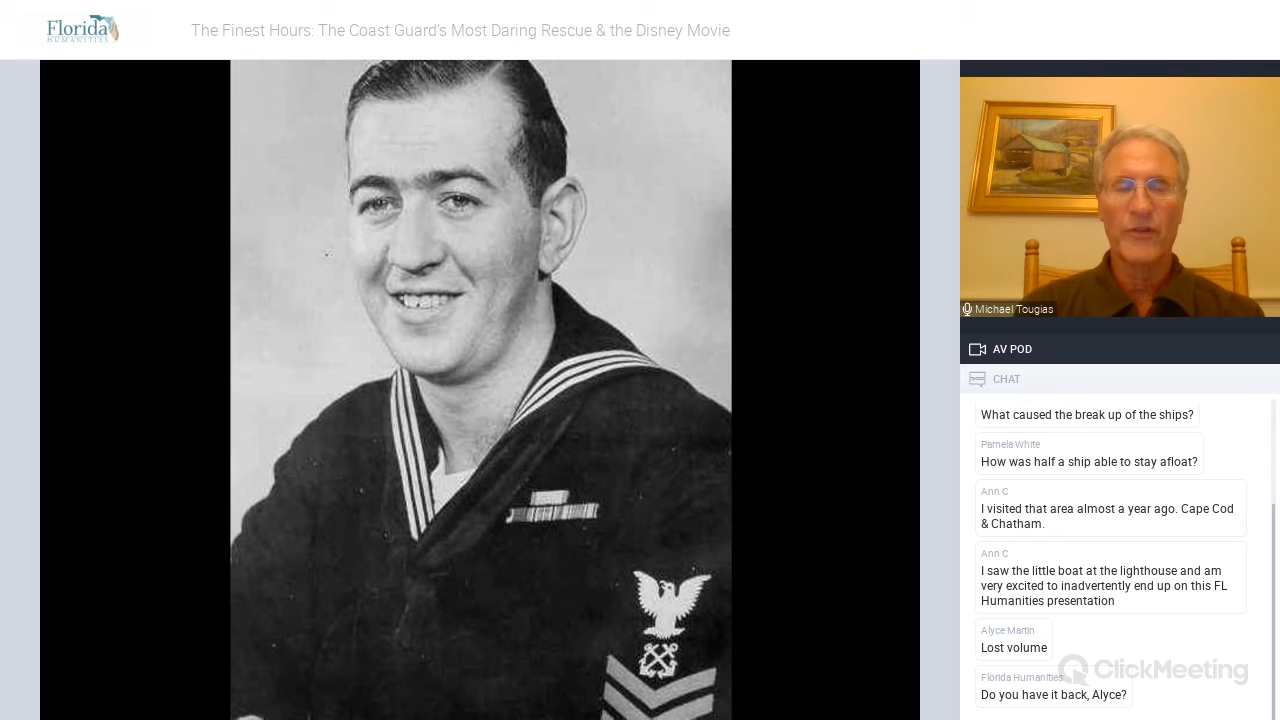 Florida
HUMANITIES
The Finest Hours: The Coast Guard's Most Daring Rescue & the Disney Movie
Michael Tougias
AV POD
CHAT
What caused the break up of the ships?
Pamela White
How was half a ship able to stay afloat?
Ann C
I visited that area almost a year ago. Cape Cod
& Chatham.
Ann C
I saw the little boat at the lighthouse and am
very excited to inadvertently end up on this FL
Humanities presentation
Alyce Martin
Lost volume
Florida Humanities
Do you have it back, Alyce?
ClickMeeting